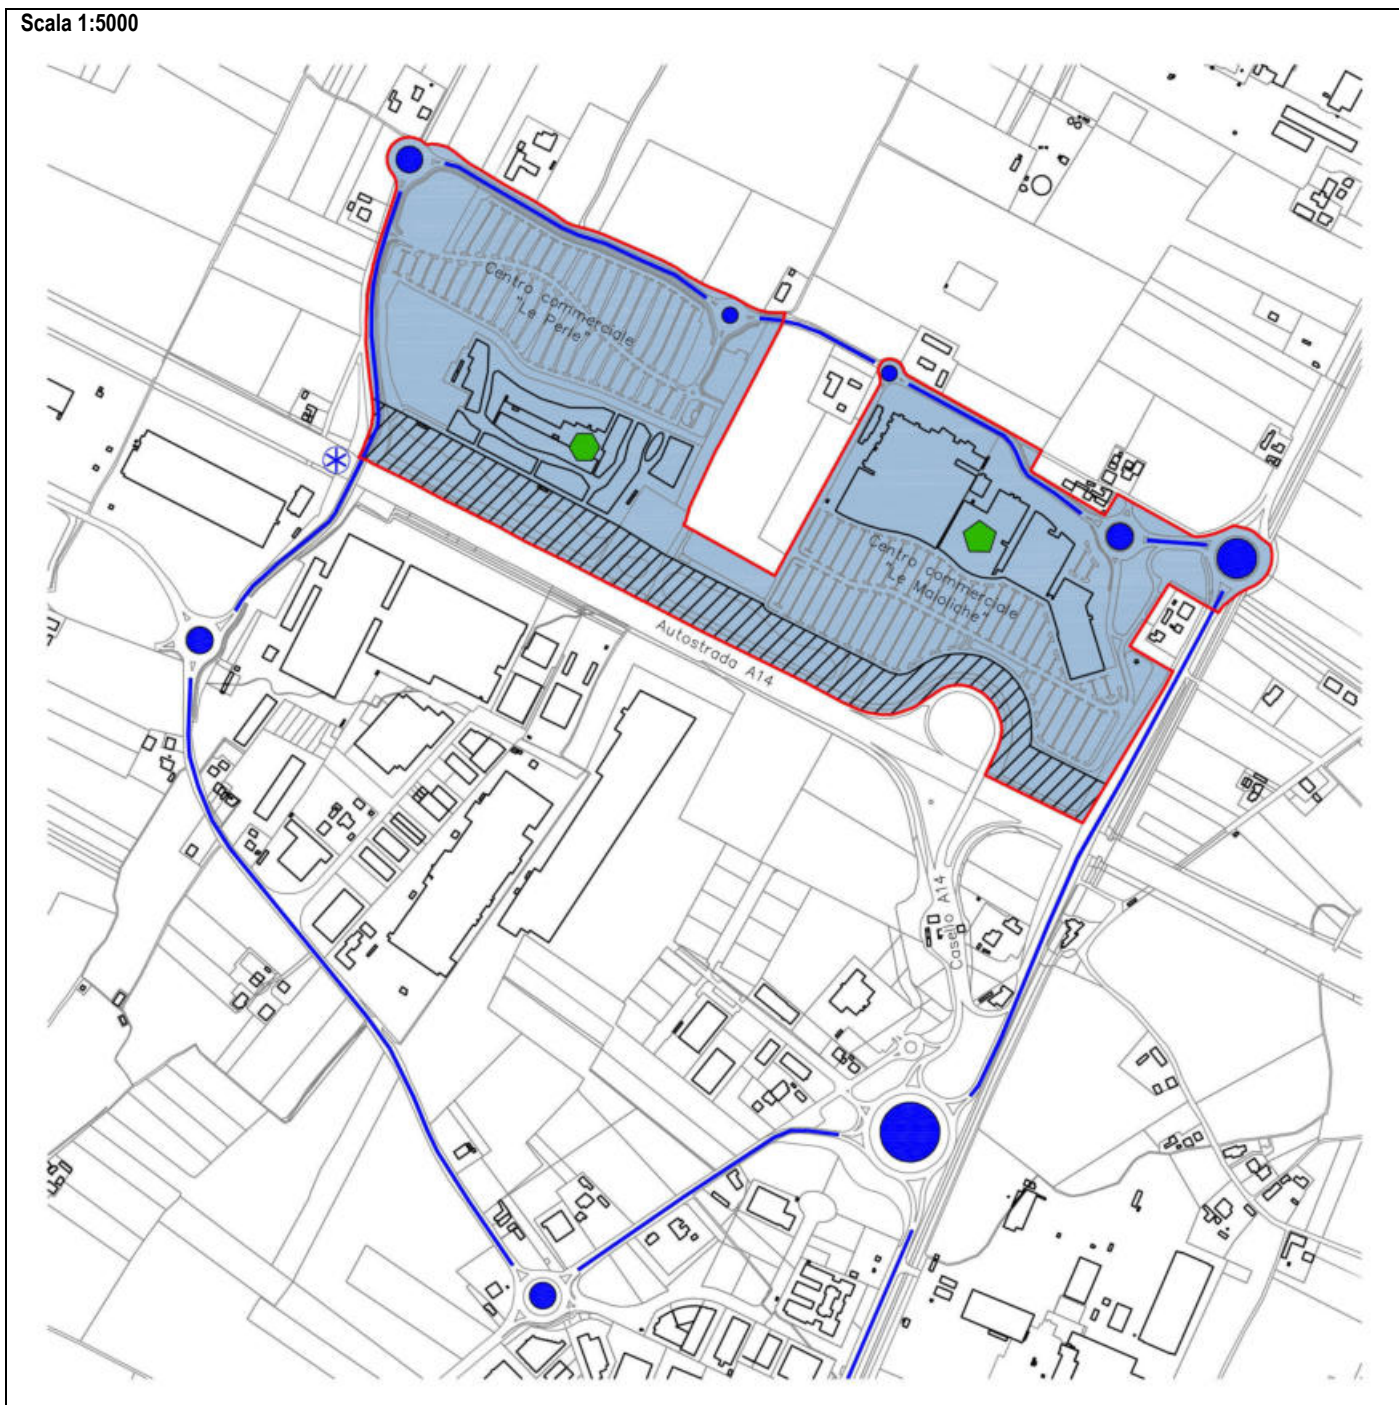 Scala 1:5000
Centro commerciale
"Le Perle"
Centro commerciale
"Le Maioliche"
Autostrada A14
Casello A14